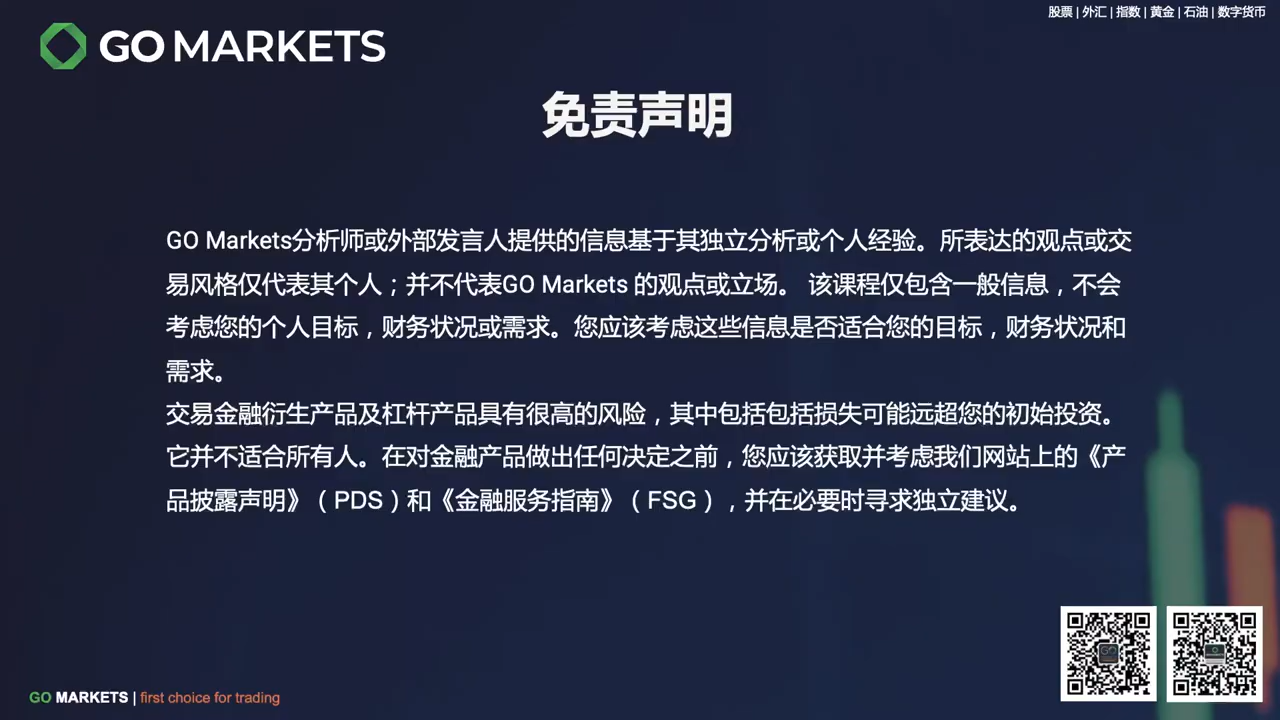 股票 | 外汇 | 指数 | 黄金 | 石油 | 数字货币
GO MARKETS
免责声明
GO Markets分析师或外部发言人提供的信息基于其独立分析或个人经验。所表达的观点或交
易风格仅代表其个人；并不代表GO Markets 的观点或立场。 该课程仅包含一般信息，不会
考虑您的个人目标，财务状况或需求。您应该考虑这些信息是否适合您的目标，财务状况和
需求。
交易金融衍生产品及杠杆产品具有很高的风险，其中包括包括损失可能远超您的初始投资。
它并不适合所有人。在对金融产品做出任何决定之前，您应该获取并考虑我们网站上的《产
品披露声明》（PDS）和《金融服务指南》（FSG），并在必要时寻求独立建议。
GO MARKETS | first choice for trading